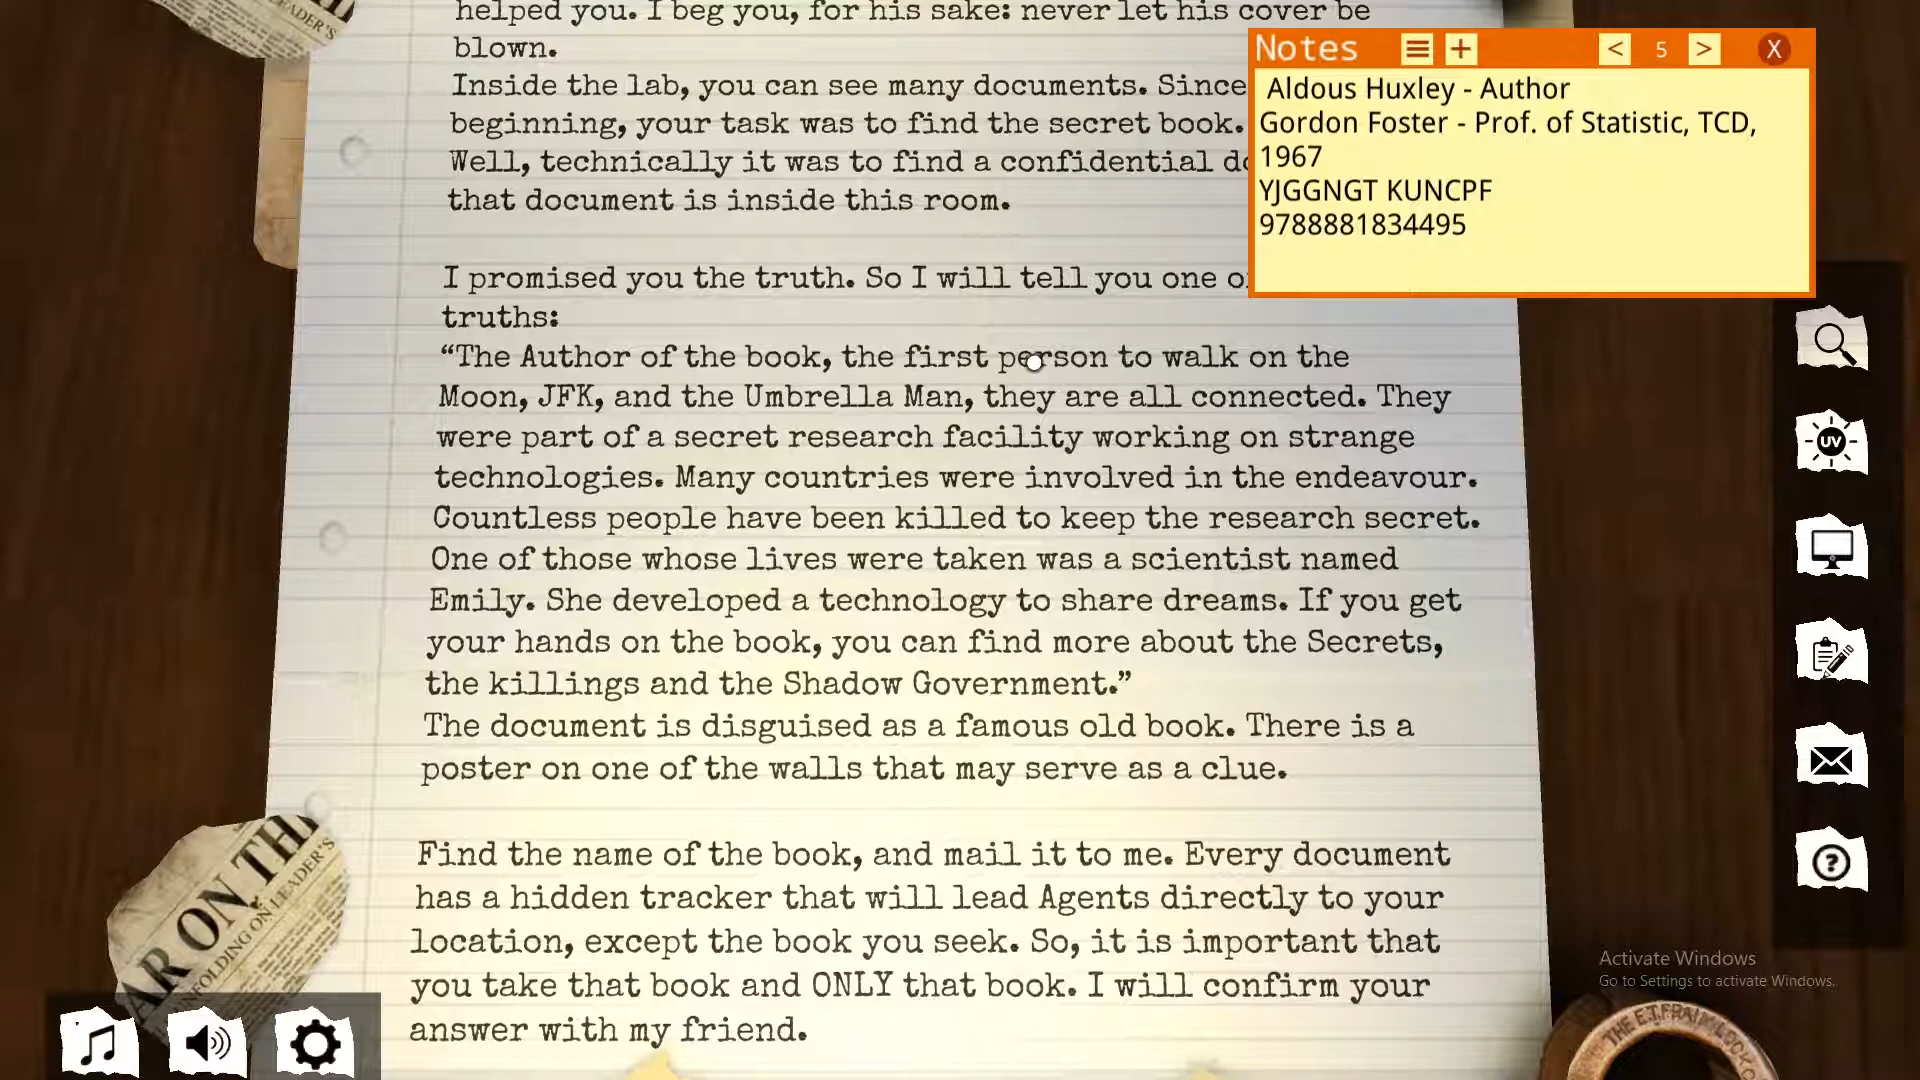 helped you. I beg you, for his sake: never let his cover be
blown.
Inside the lab, you can see many documents. Since
beginning, your task was to find the secret book.
Well, technically it was to find a confidential
that document is inside this room.
I promised you the truth. So I will tell you one
truths:
“The Author of the book, the first person to walk on the
Moon, JFK, and the Umbrella Man, they are all connected. They
were part of a secret research facility working on strange
technologies. Many countries were involved in the endeavour.
Countless people have been killed to keep the research secret.
One of those whose lives were taken was a scientist named
Emily. She developed a technology to share dreams. If you get
your hands on the book, you can find more about the Secrets,
the killings and the Shadow Government.”
The document is disguised as a famous old book. There is a
poster on one of the walls that may serve as a clue.
Find the name of the book, and mail it to me. Every document
has a hidden tracker that will lead Agents directly to your
location, except the book you seek. So, it is important that
you take that book and ONLY that book. I will confirm your
answer with my friend.
Notes
< 5 > X
Aldous Huxley - Author
Gordon Foster - Prof. of Statistic, TCD,
1967
YJGGNGT KUNCPF
9788881834495
UV
Activate Windows
Go to Settings to activate Windows.
LEADER'S
AR ON TH
NFOLDING ON LEADER'S